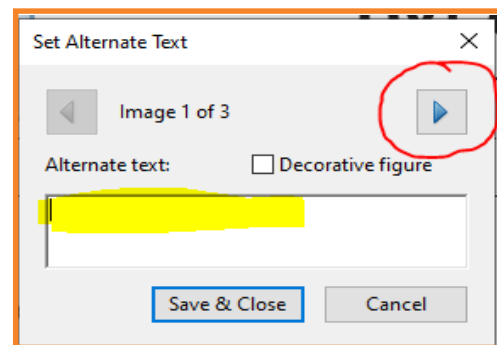 Set Alternate Text
Image 1 of 3
Alternate text: Decorative figure
Save & Close Cancel